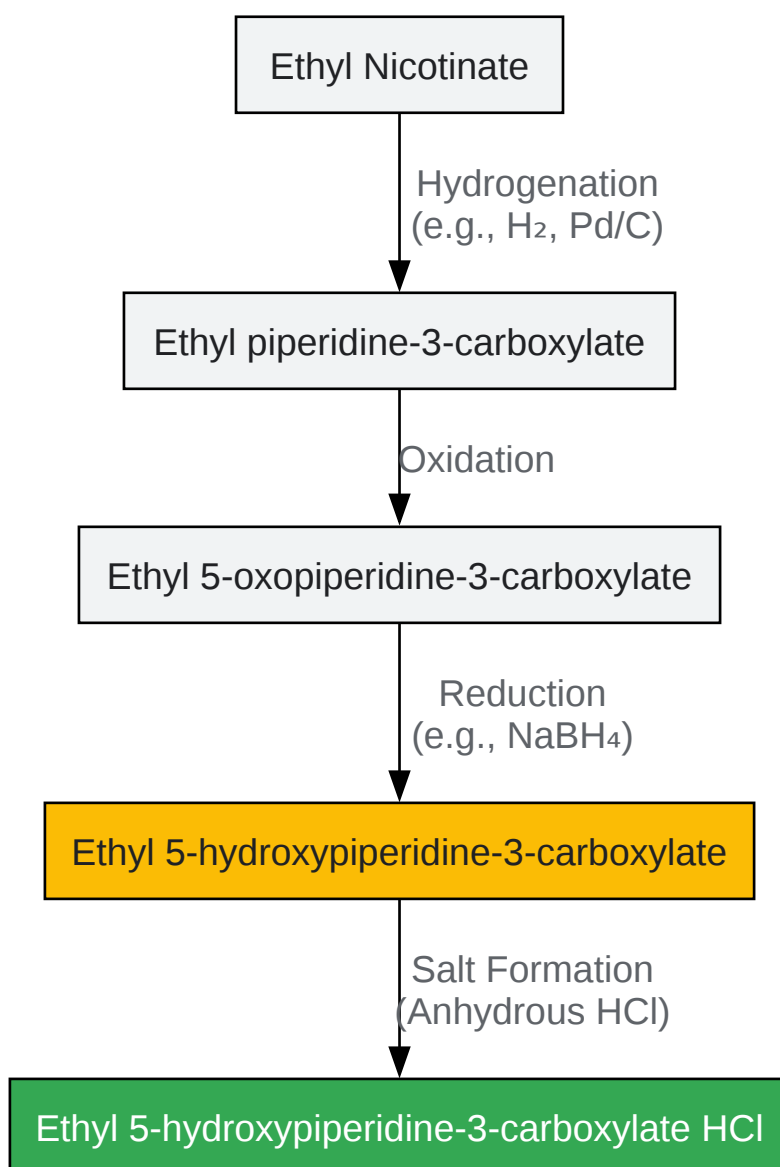 Ethyl Nicotinate
Hydrogenation
(e.g., H₂, Pd/C)
Ethyl piperidine-3-carboxylate
Oxidation
Ethyl 5-oxopiperidine-3-carboxylate
Reduction
(e.g., NaBH₄)
Ethyl 5-hydroxypiperidine-3-carboxylate
Salt Formation
(Anhydrous HCl)
Ethyl 5-hydroxypiperidine-3-carboxylate HCl